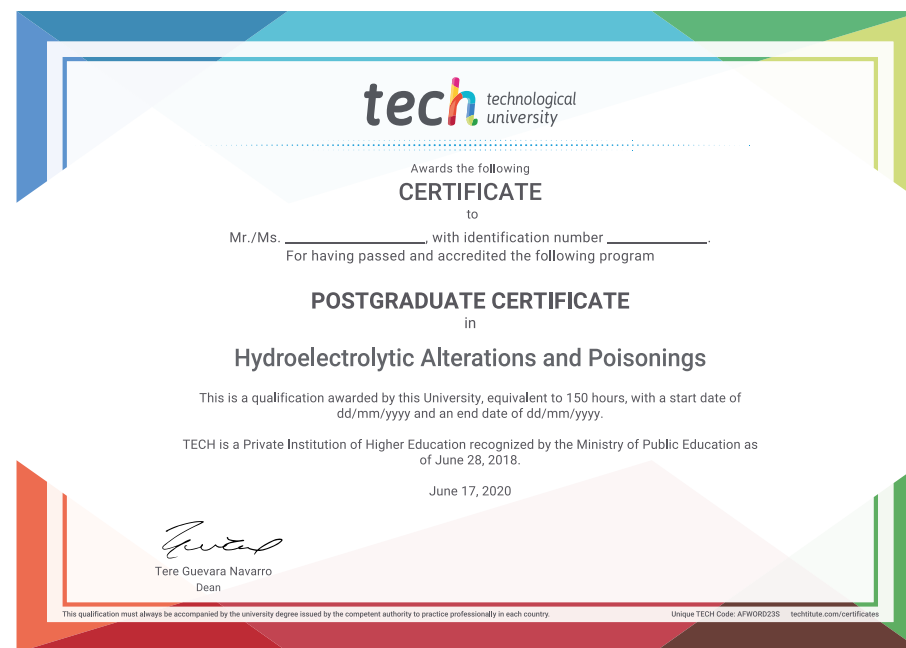 tech technological
university
Awards the following
CERTIFICATE
to
Mr./Ms. ____________________, with identification number ______________.
For having passed and accredited the following program
POSTGRADUATE CERTIFICATE
in
Hydroelectrolytic Alterations and Poisonings
This is a qualification awarded by this University, equivalent to 150 hours, with a start date of
dd/mm/yyyy and an end date of dd/mm/yyyy.
TECH is a Private Institution of Higher Education recognized by the Ministry of Public Education as
of June 28, 2018.
June 17, 2020
Tere Guevara Navarro
Dean
This qualification must always be accompanied by the university degree issued by the competent authority to practice professionally in each country.
Unique TECH Code: AFWORD23S techtitute.com/certificates